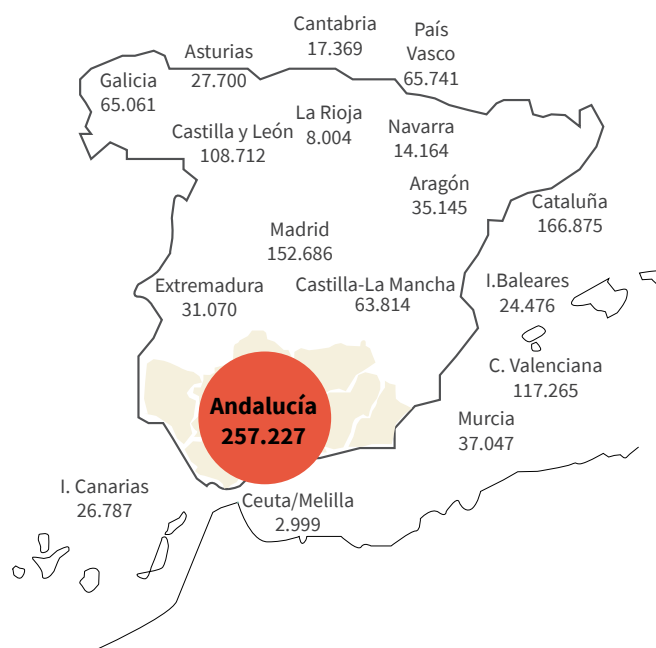 Cantabria
17.369
País
Vasco
65.741
Asturias
27.700
Galicia
65.061
La Rioja
8.004
Castilla y León
108.712
Navarra
14.164
Aragón
35.145
Cataluña
166.875
Madrid
152.686
Extremadura
31.070
Castilla-La Mancha
63.814
I.Baleares
24.476
C. Valenciana
117.265
Andalucía
257.227
Murcia
37.047
I. Canarias
26.787
Ceuta/Melilla
2.999